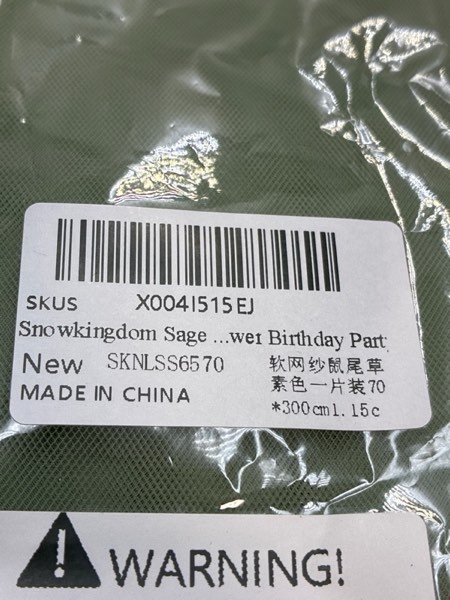 SKUS X004I515EJ
Snowkingdom Sage ...wer Birthday Part
New SKNLSS6570 软网纱鼠尾草
素色一片装70
MADE IN CHINA *300cm1.15c
WARNING!